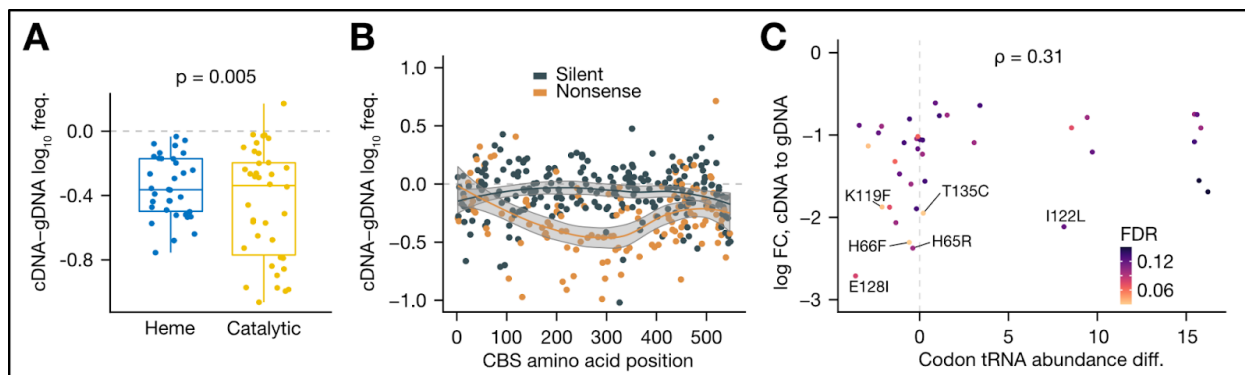 A
p = 0.005
cDNA–gDNA log10 freq.
0.0
-0.4
-0.8
Heme
Catalytic
B
cDNA–gDNA log10 freq.
1.0
0.5
0.0
-0.5
-1.0
Silent
Nonsense
0 100 200 300 400 500
CBS amino acid position
C
ρ = 0.31
log FC, cDNA to gDNA
0
-1
-2
-3
K119F
T135C
I122L
H66F
H65R
E128I
FDR
0.12
0.06
0 5 10 15
Codon tRNA abundance diff.